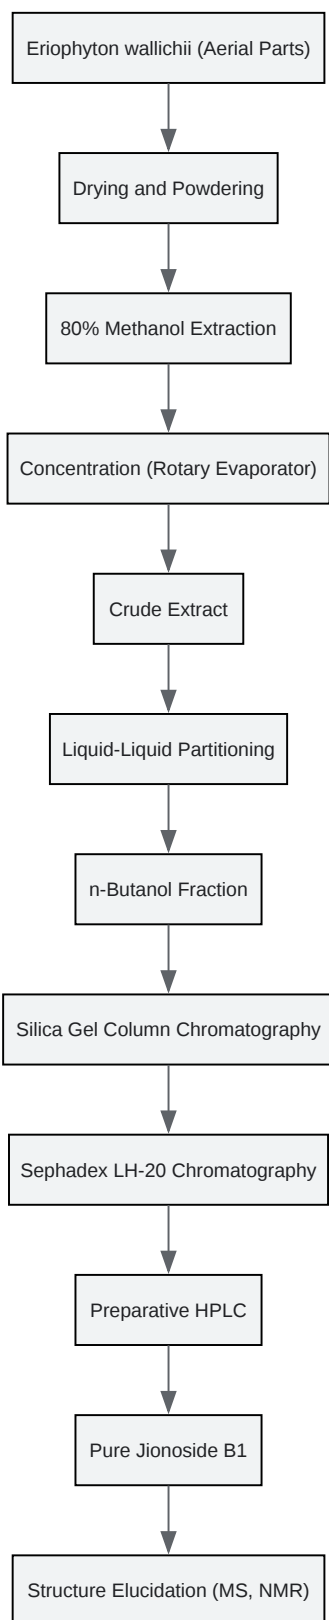 Eriophyton wallichii (Aerial Parts)
Drying and Powdering
80% Methanol Extraction
Concentration (Rotary Evaporator)
Crude Extract
Liquid-Liquid Partitioning
n-Butanol Fraction
Silica Gel Column Chromatography
Sephadex LH-20 Chromatography
Preparative HPLC
Pure Jionoside B1
Structure Elucidation (MS, NMR)